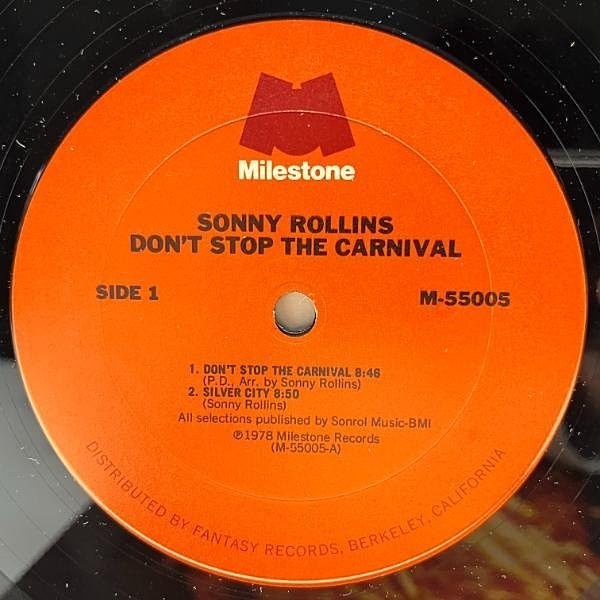 Milestone
SONNY ROLLINS
DON'T STOP THE CARNIVAL
SIDE 1
M-55005
1. DON'T STOP THE CARNIVAL 8:46
(P.D., Arr. by Sonny Rollins)
2. SILVER CITY 8:50
(Sonny Rollins)
All selections published by Sonrol Music-BMI
℗1978 Milestone Records
(M-55005-A)
DISTRIBUTED BY FANTASY RECORDS, BERKELEY, CALIFORNIA